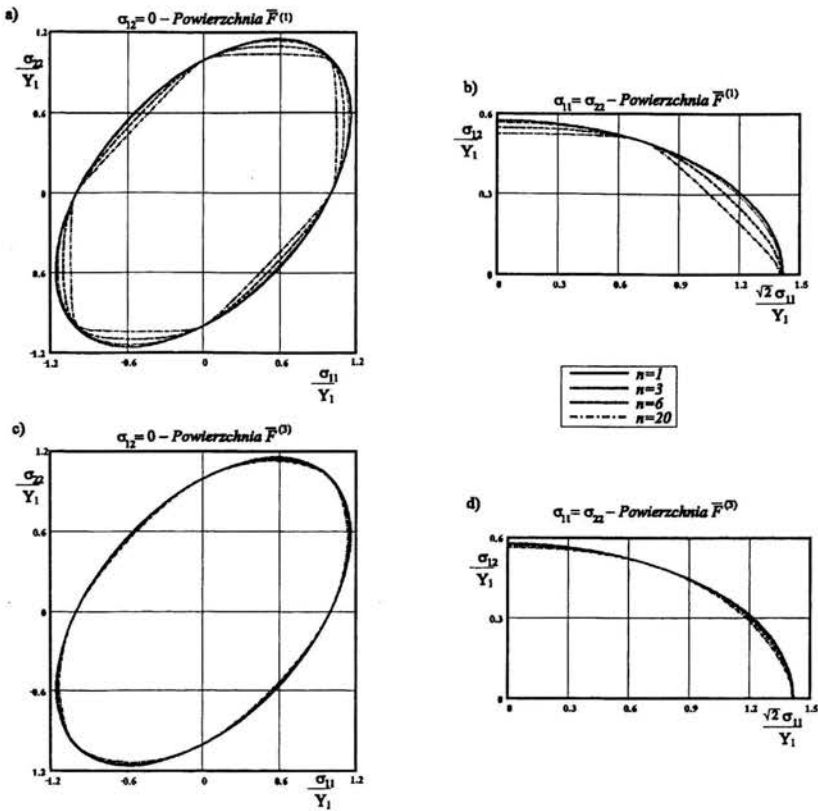 a)
σ₁₂= 0 – Powierzchnia F̅⁽¹⁾
1.2
σ₂₂
Y₁
0.6
0
0.6
-1.2
-1.2
-0.6
0
0.6
1.2
σ₁₁
Y₁
b)
σ₁₁= σ₂₂ – Powierzchnia F̅⁽¹⁾
0.6
σ₁₂
Y₁
0.3
0
0
0.3
0.6
0.9
1.2
1.5
√2 σ₁₁
Y₁
n=1
n=3
n=6
n=20
c)
σ₁₂= 0 – Powierzchnia F̅⁽³⁾
1.2
σ₂₂
Y₁
0.6
0
-0.6
-1.2
-1.2
-0.6
0
0.6
1.2
σ₁₁
Y₁
d)
σ₁₁= σ₂₂ – Powierzchnia F̅⁽³⁾
0.6
σ₁₂
Y₁
0.3
0
0
0.3
0.6
0.9
1.2
1.5
√2 σ₁₁
Y₁